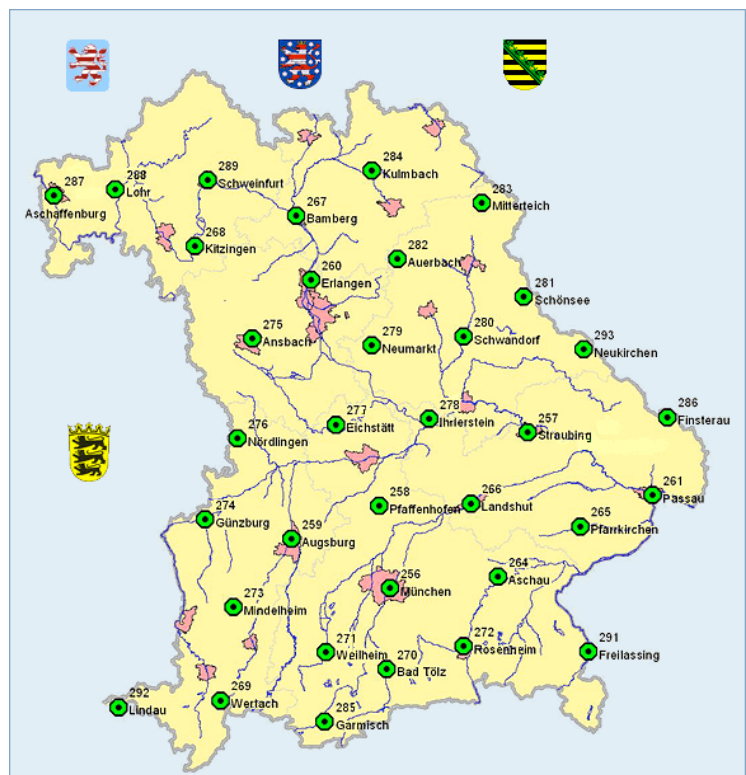 284
Kulmbach
289
Schweinfurt
288
Lohr
287
Aschaffenburg
283
Mitterteich
267
Bamberg
268
Kitzingen
282
Auerbach
260
Erlangen
281
Schönsee
275
Ansbach
279
Neumarkt
280
Schwandorf
293
Neukirchen
286
Finsterau
278
Ihrlerstein
277
Eichstätt
276
Nördlingen
257
Straubing
261
Passau
266
Landshut
258
Pfaffenhofen
274
Günzburg
265
Pfarrkirchen
259
Augsburg
264
Aschau
256
München
273
Mindelheim
272
Rosenheim
271
Weilheim
291
Freilassing
270
Bad Tölz
269
Wertach
292
Lindau
285
Garmisch